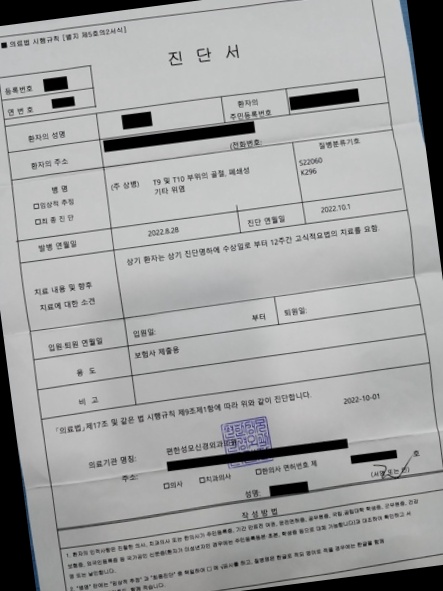 ■ 의료법 시행규칙 [별지 제5호의2서식]
진 단 서
등록번호
연 번 호
환자의 성명
환자의
주민등록번호
환자의 주소
(전화번호:
병 명
□임상적 추정
□최 종 진 단
(주 상병) T9 및 T10 부위의 골절, 폐쇄성
기타 위염
질병분류기호
S22060
K296
발병 연월일
2022.8.28
진단 연월일
2022.10.1
치료 내용 및 향후
치료에 대한 소견
상기 환자는 상기 진단명하에 수상일로 부터 12주간 고식적요법의 치료를 요함.
입원·퇴원 연월일
입원일:
부터
퇴원일:
용 도
보험사 제출용
비 고
「의료법」제17조 및 같은 법 시행규칙 제9조제1항에 따라 위와 같이 진단합니다.
2022-10-01
의료기관 명칭:
편한성모신경외과의원
주소:
□의사 □치과의사 □한의사 면허번호 제
호
성명:
(서명 또는 인)
작 성 방 법